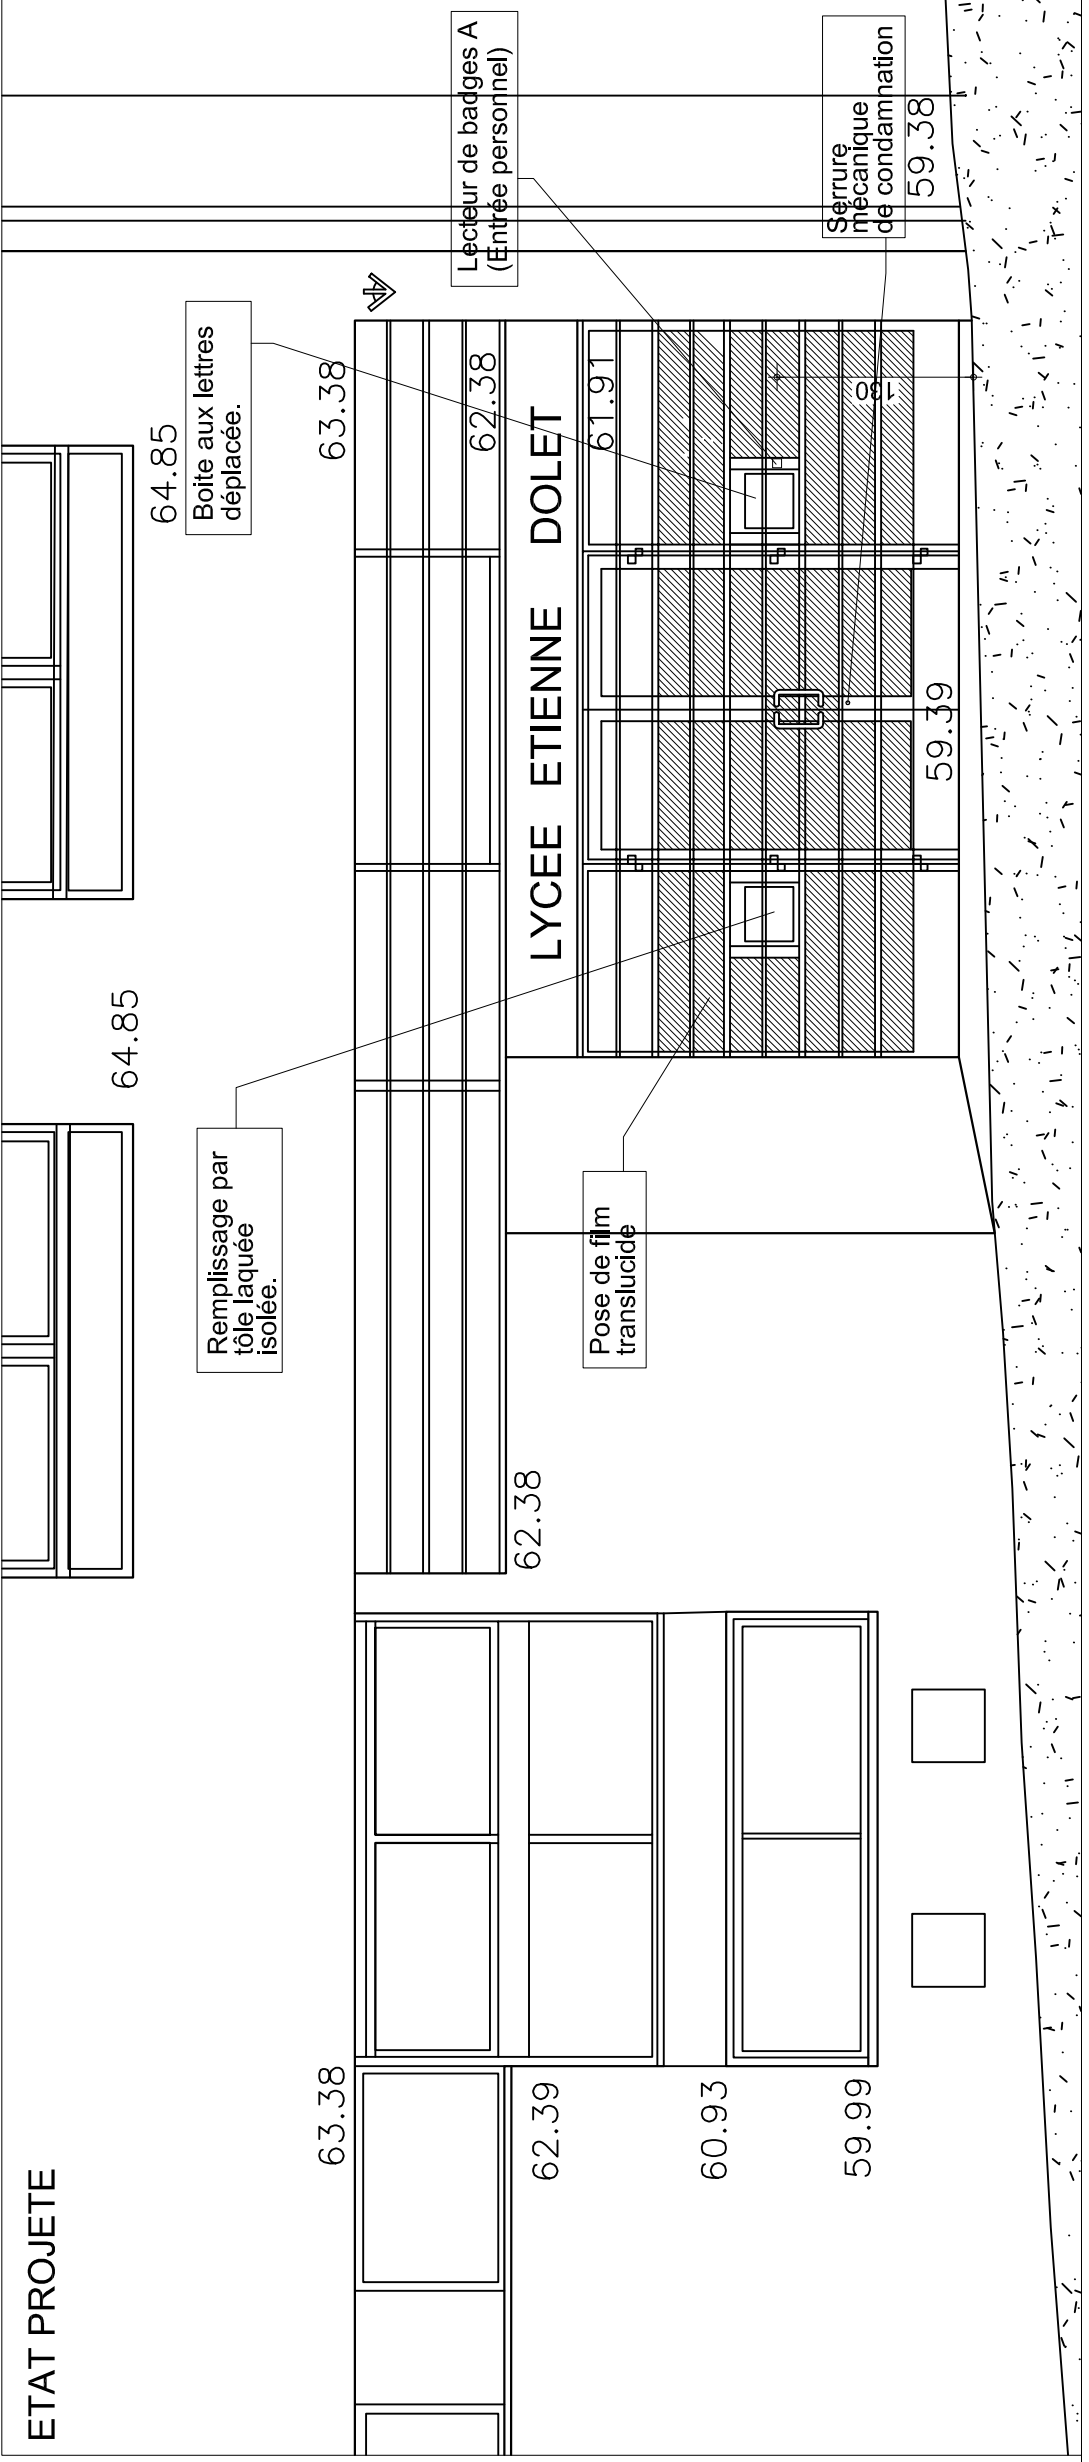 ETAT PROJETE
64.85
64.85
Boite aux lettres
déplacée.
Remplissage par
tôle laquée
isolée.
63.38
63.38
Lecteur de badges A
(Entrée personnel)
62.38
62.38
62.39
LYCEE ETIENNE DOLET
61.91
Pose de film
translucide
60.93
59.99
130
Serrure
mécanique
de condamnation
59.38
59.39